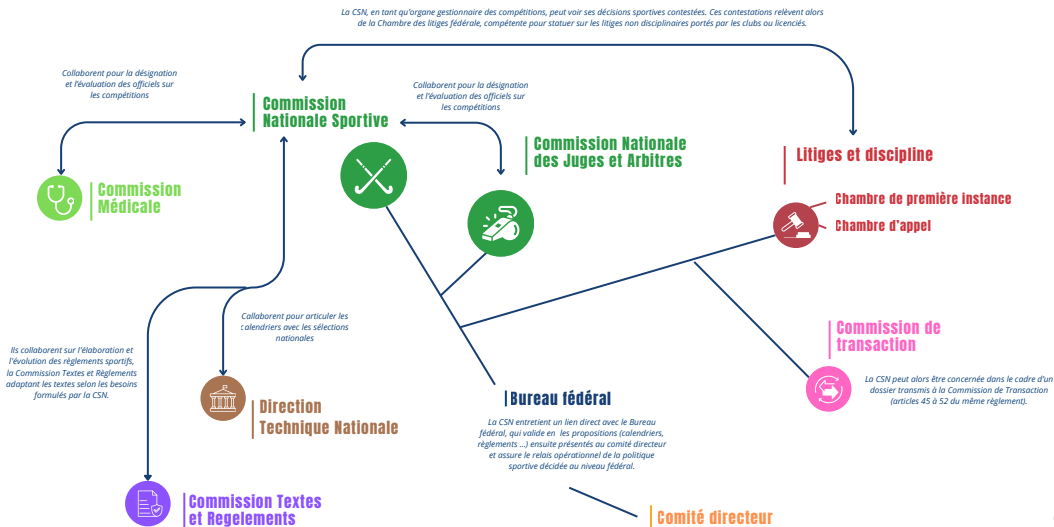 La CSN, en tant qu'organe gestionnaire des compétitions, peut voir ses décisions sportives contestées. Ces contestations relèvent alors
de la Chambre des litiges fédérale, compétente pour statuer sur les litiges non disciplinaires portés par les clubs ou licenciés.
Collaborent pour la désignation
et l'évaluation des officiels sur
les compétitions
Collaborent pour la désignation
et l'évaluation des officiels sur
les compétitions
Commission
Nationale Sportive
Commission Nationale
des Juges et Arbitres
Litiges et discipline
Commission
Médicale
Chambre de première instance
Chambre d'appel
Collaborent pour articuler les
calendriers avec les sélections
nationales
Ils collaborent sur l'élaboration et
l'évolution des règlements sportifs,
la Commission Textes et Règlements
adaptant les textes selon les besoins
formulés par la CSN.
Commission de
transaction
La CSN peut alors être concernée dans le cadre d'un
dossier transmis à la Commission de Transaction
(articles 45 à 52 du même règlement).
Direction
Technique Nationale
Bureau fédéral
La CSN entretient un lien direct avec le Bureau
fédéral, qui valide en les propositions (calendriers,
règlements ...) ensuite présentés au comité directeur
et assure le relais opérationnel de la politique
sportive décidée au niveau fédéral.
Commission Textes
et Regelements
Comité directeur